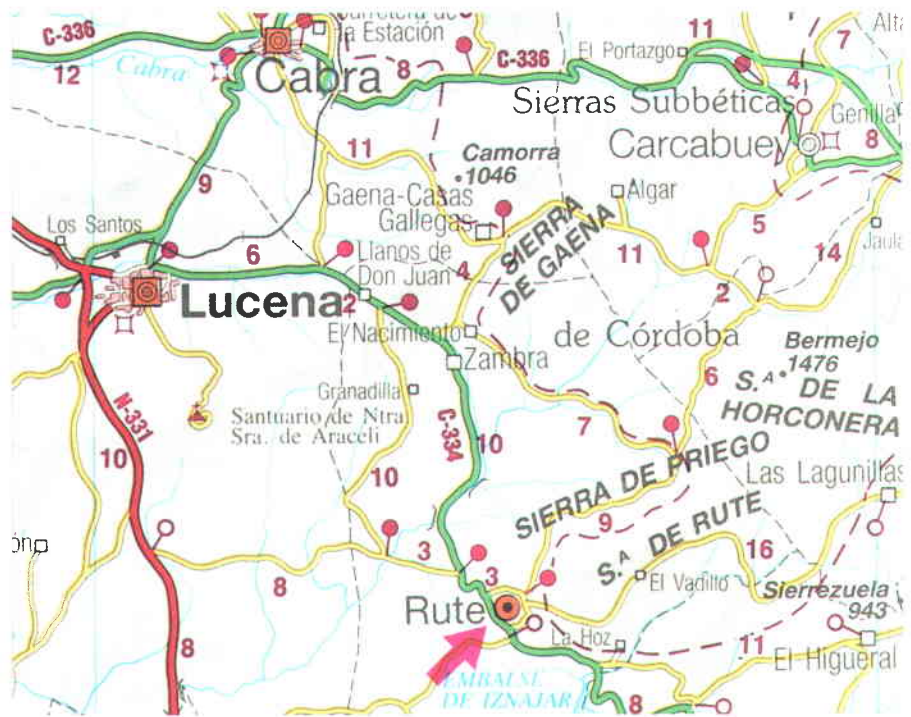 Carretera de
la Estación
C-336
12
Cabra
Cabra
8
C-336
11
El Portazgo
7
4
Sierras Subbéticas
Carcabuey
Genilla
8
9
11
Camorra
1046
Gaena-Casas
Gallegas
Algar
SIERRA
DE GAENA
5
11
14
Jaula
Los Santos
6
Llanos de
Don Juan
4
2
Lucena
2
El Nacimiento
Zambra
de Córdoba
Bermejo
1476
S.ᴬ DE LA
HORCONERA
6
Granadilla
Santuario de Ntra
Sra. de Araceli
N-331
10
C-334
10
7
10
SIERRA DE PRIEGO
Las Lagunillas
9
S.ᴬ DE RUTE
16
ón
3
8
3
El Vadillo
Sierrezuela
943
Rute
La Hoz
11
El Higueral
8
EMBALSE
DE IZNAJAR
8